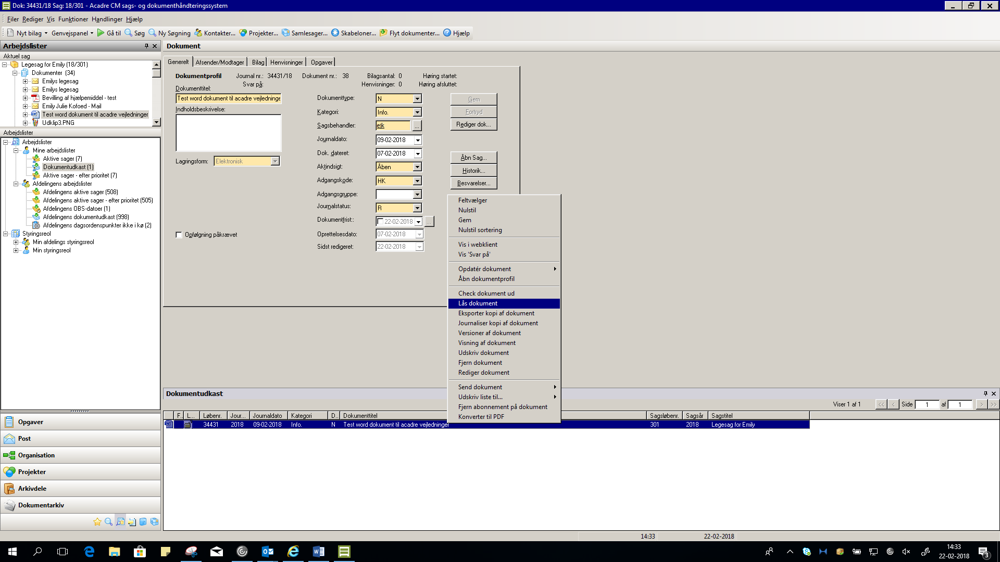 Dok: 34431/18 Sag: 18/301 - Acadre CM sags- og dokumenthåndteringssystem
Filer Rediger Vis Funktioner Handlinger Hjælp
Nyt bilag Genvejspanel Gå til Søg Ny Søgning Kontakter... Projekter... Samlesager... Skabeloner... Flyt dokumenter... Hjælp
Arbejdslister
Aktuel sag
Legesag for Emily (18/301)
Dokumenter (34)
Emilys legesag
Emilys legesag
Bevilling af hjælpemiddel - test
Emily Julie Kofoed - Mail
Test word dokument til acadre vejledninger
Udklip3.PNG
Arbejdslister
Arbejdslister
Mine arbejdslister
Aktive sager (7)
Dokumentudkast (1)
Aktive sager - efter prioritet (7)
Afdelingens arbejdslister
Afdelingens aktive sager (508)
Afdelingens aktive sager - efter prioritet (505)
Afdelingens OBS-datoer (1)
Afdelingens dokumentudkast (998)
Afdelingens dagsordenspunkter ikke i kø (2)
Styringsreol
Min afdelings styringsreol
Min styringsreol
Opgaver
Post
Organisation
Projekter
Arkivdele
Dokumentarkiv
Dokument
Generelt Afsender/Modtager Bilag Henvisninger Opgaver
Dokumentprofil Journal nr.: 34431/18 Dokument nr.: 38 Bilagsantal: 0 Høring startet:
Svar på: Henvisninger: 0 Høring afsluttet:
Dokumenttitel:
Test word dokument til acadre vejledninge
Indholdsbeskrivelse:
Lagringsform: Elektronisk
Opfølgning påkrævet
Dokumenttype: N
Kategori: Info.
Sagsbehandler: ejk ...
Journaldato: 09-02-2018
Dok. dateret: 07-02-2018
Aktindsigt: Åben
Adgangskode: HK
Adgangsgruppe:
Journalstatus: R
Dokumentfrist:: 22-02-2018 ...
Oprettelsesdato: 07-02-2018
Sidst redigeret: 22-02-2018
Gem
Fortryd
Rediger dok...
Åbn Sag...
Historik...
Besvarelser...
Feltvælger
Nulstil
Gem
Nulstil sortering
Vis i webklient
Vis 'Svar på'
Opdatér dokument
Åbn dokumentprofil
Check dokument ud
Lås dokument
Eksporter kopi af dokument
Journaliser kopi af dokument
Versioner af dokument
Visning af dokument
Udskriv dokument
Fjern dokument
Rediger dokument
Send dokument
Udskriv liste til...
Fjern abonnement på dokument
Konverter til PDF
Dokumentudkast
Viser 1 af 1 << < Side 1 af 1 > >>
F.. L... Løbenr. Jour... Journaldato Kategori D.. Dokumenttitel Sagsløbenr. Sagsår Sagstitel
34431 2018 09-02-2018 Info. N Test word dokument til acadre vejledninger 301 2018 Legesag for Emily
14:33 22-02-2018
14:33
22-02-2018
3